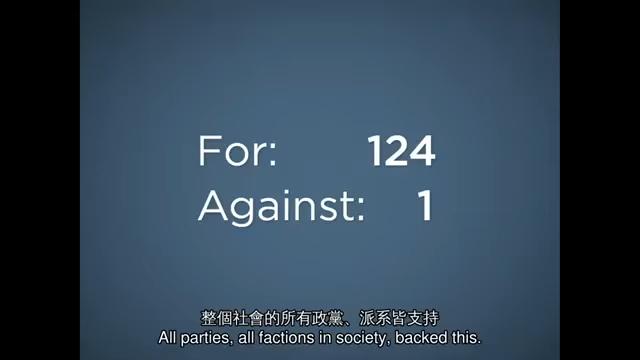 For: 124
Against: 1
整個社會的所有政黨、派系皆支持
All parties, all factions in society, backed this.